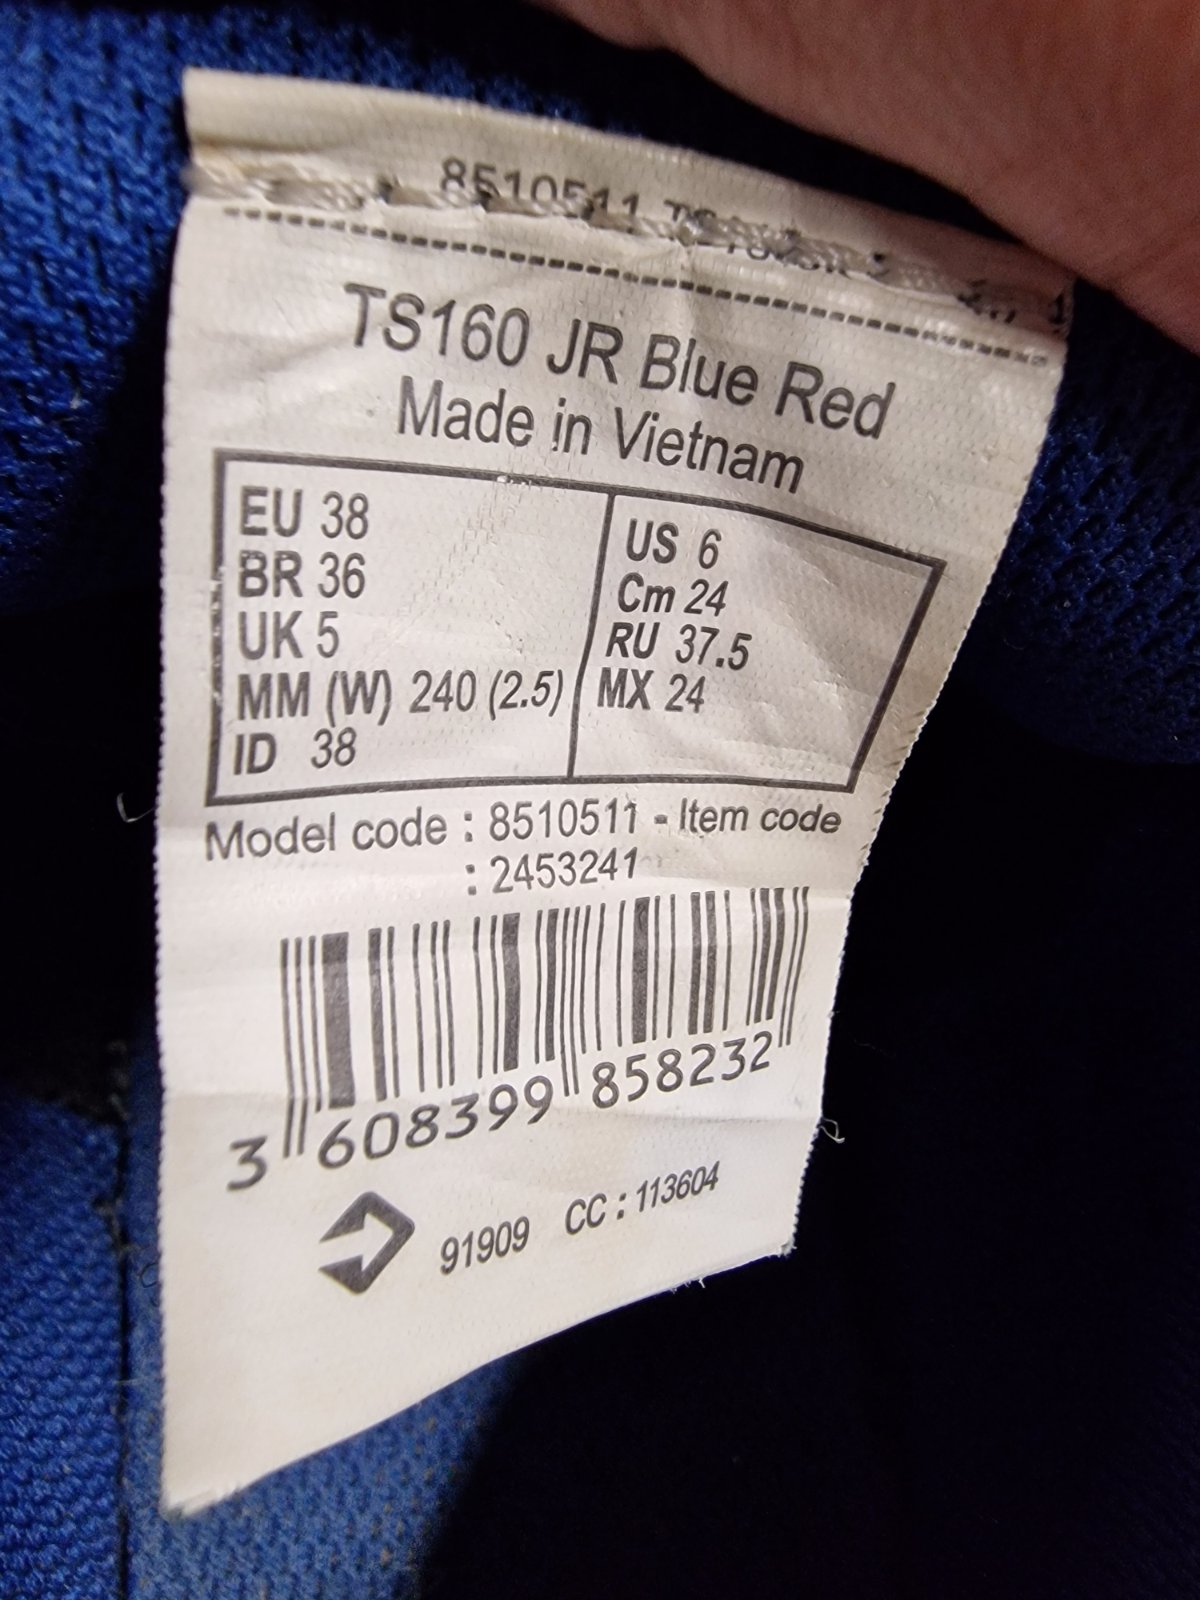 8510511
TS160 JR Blue Red
Made in Vietnam
EU 38
BR 36
UK 5
MM (W) 240 (2.5)
ID 38
US 6
Cm 24
RU 37.5
MX 24
Model code : 8510511 - Item code
: 2453241
3 608399 858232
91909 CC : 113604